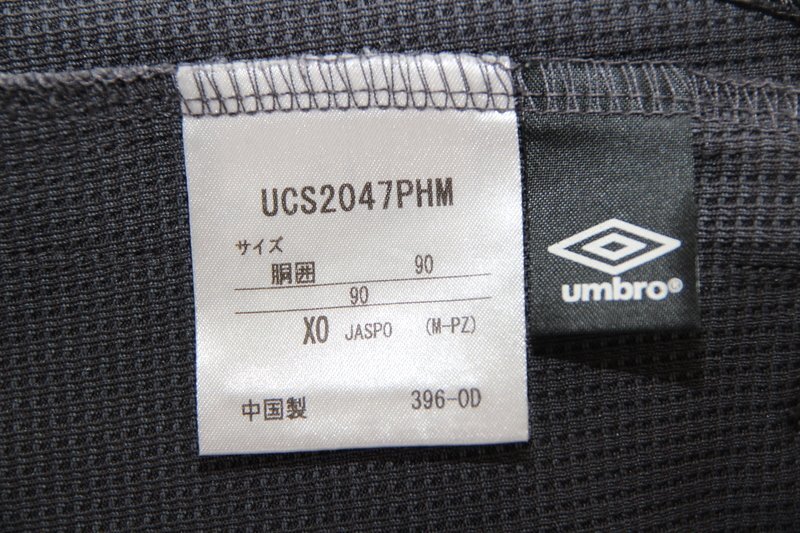 UCS2047PHM
サイズ
胴囲 90
90
XO JASPO (M-PZ)
中国製 396-OD
umbro®